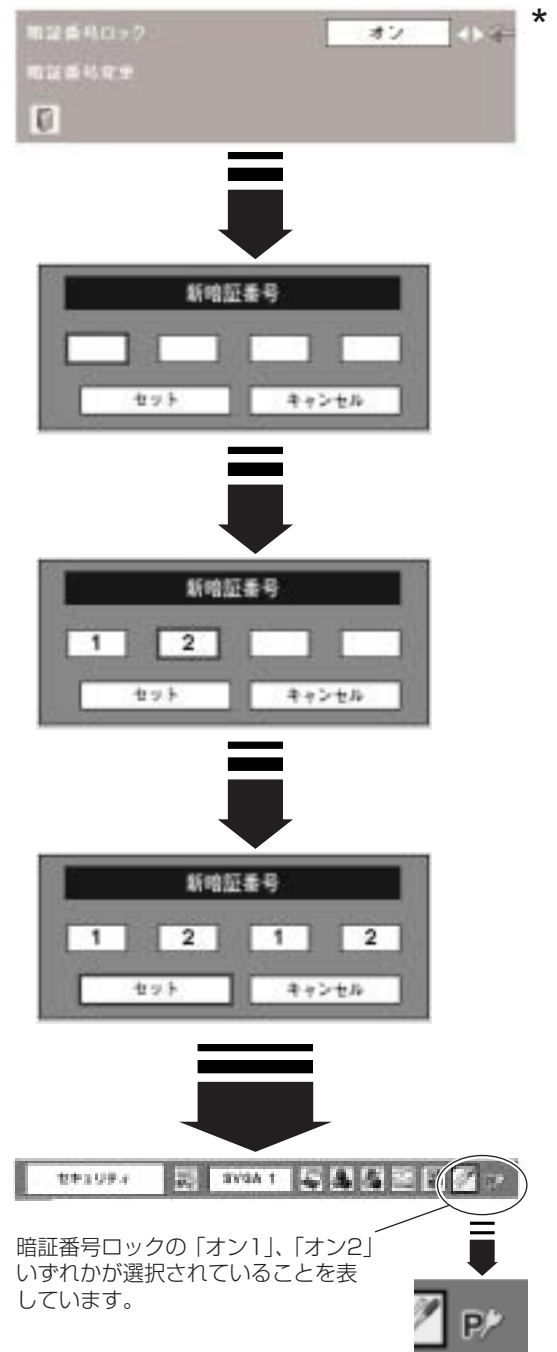 暗証番号ロック
オン
*
暗証番号変更
新暗証番号
セット キャンセル
新暗証番号
1 2
セット キャンセル
新暗証番号
1 2 1 2
セット キャンセル
セキュリティ SVGA 1
暗証番号ロックの「オン1」、「オン2」
いずれかが選択されていることを表
しています。
P